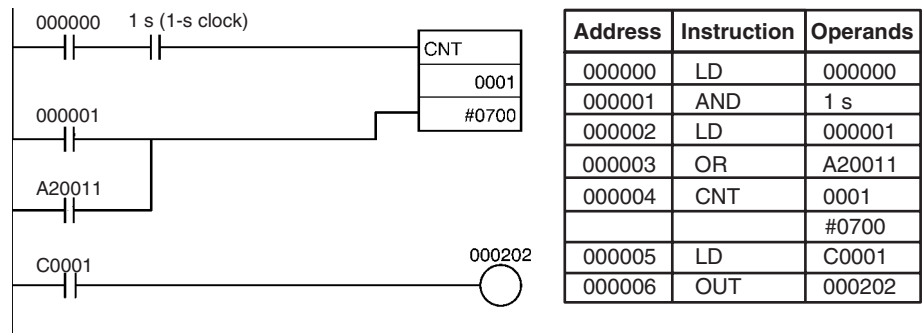 000000 1 s (1-s clock)
CNT
0001
#0700
000001
A20011
C0001
000202
Address Instruction Operands
000000 LD 000000
000001 AND 1 s
000002 LD 000001
000003 OR A20011
000004 CNT 0001
#0700
000005 LD C0001
000006 OUT 000202